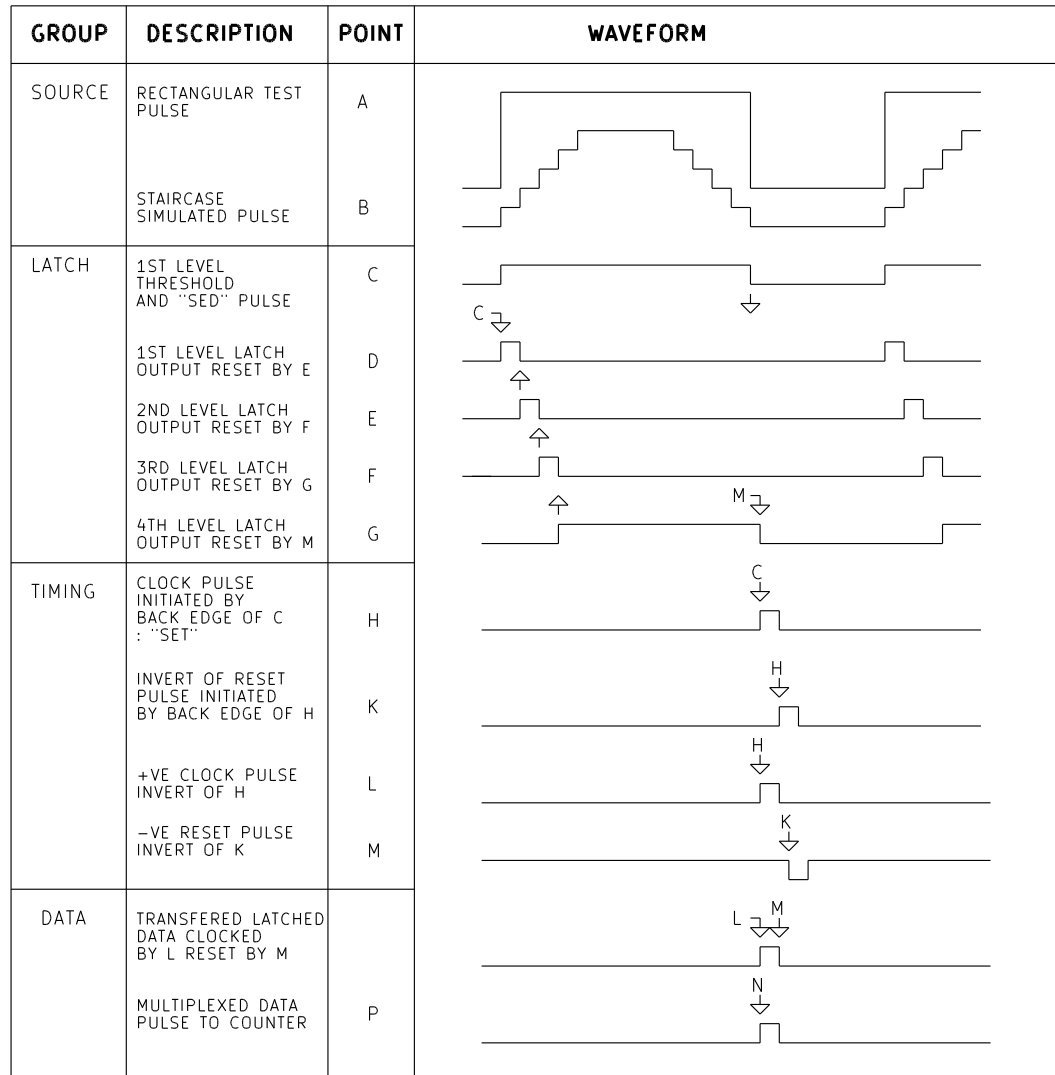 GROUP DESCRIPTION POINT WAVEFORM
SOURCE
RECTANGULAR TEST
PULSE
A
STAIRCASE
SIMULATED PULSE
B
LATCH
1ST LEVEL
THRESHOLD
AND ¨SED¨ PULSE
C
C
1ST LEVEL LATCH
OUTPUT RESET BY E
D
2ND LEVEL LATCH
OUTPUT RESET BY F
E
3RD LEVEL LATCH
OUTPUT RESET BY G
F
4TH LEVEL LATCH
OUTPUT RESET BY M
G
M
TIMING
CLOCK PULSE
INITIATED BY
BACK EDGE OF C
: ¨SET¨
H
C
INVERT OF RESET
PULSE INITIATED
BY BACK EDGE OF H
K
H
+VE CLOCK PULSE
INVERT OF H
L
H
-VE RESET PULSE
INVERT OF K
M
K
DATA
TRANSFERED LATCHED
DATA CLOCKED
BY L RESET BY M
L M
MULTIPLEXED DATA
PULSE TO COUNTER
P
N